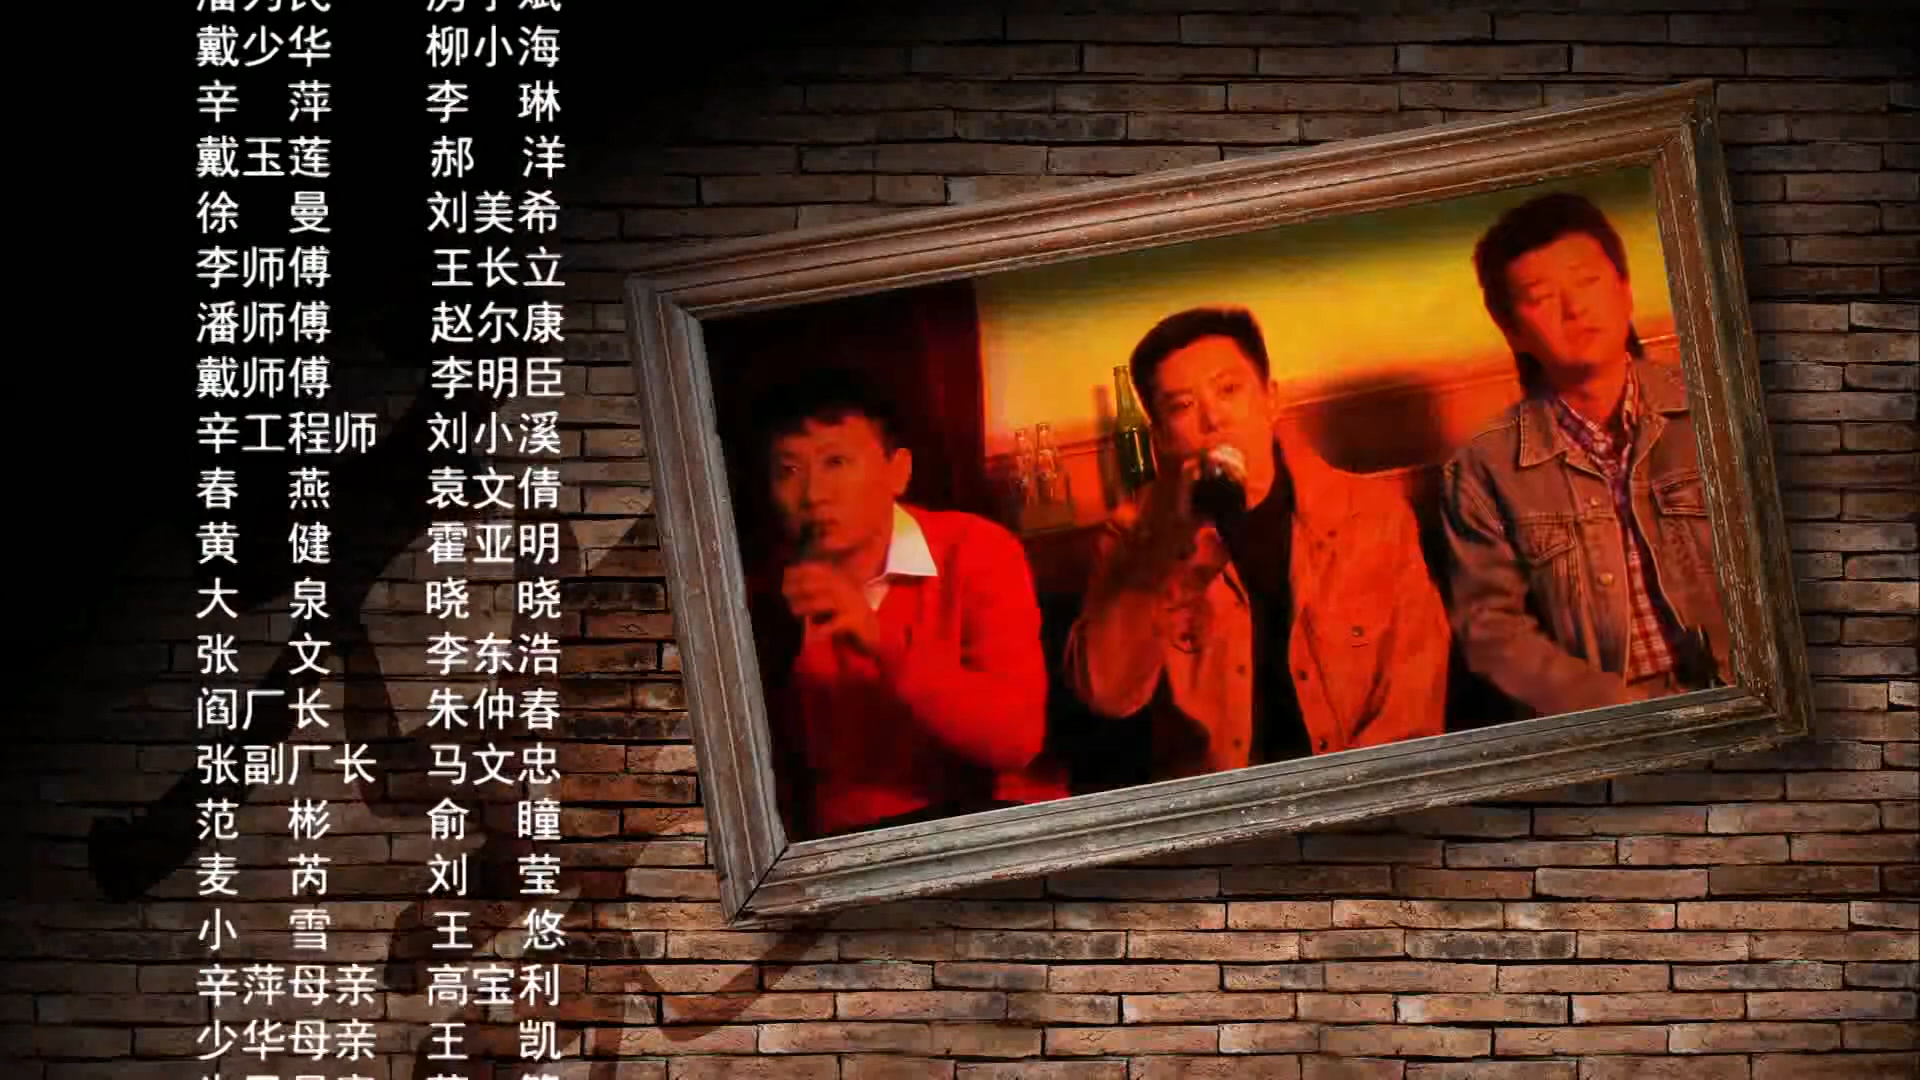 戴少华 柳小海
辛 萍 李 琳
戴玉莲 郝 洋
徐 曼 刘美希
李师傅 王长立
潘师傅 赵尔康
戴师傅 李明臣
辛工程师 刘小溪
春 燕 袁文倩
黄 健 霍亚明
大 泉 晓 晓
张 文 李东浩
阎厂长 朱仲春
张副厂长 马文忠
范 彬 俞 瞳
麦 芮 刘 莹
小 雪 王 悠
辛萍母亲 高宝利
少华母亲 王 凯